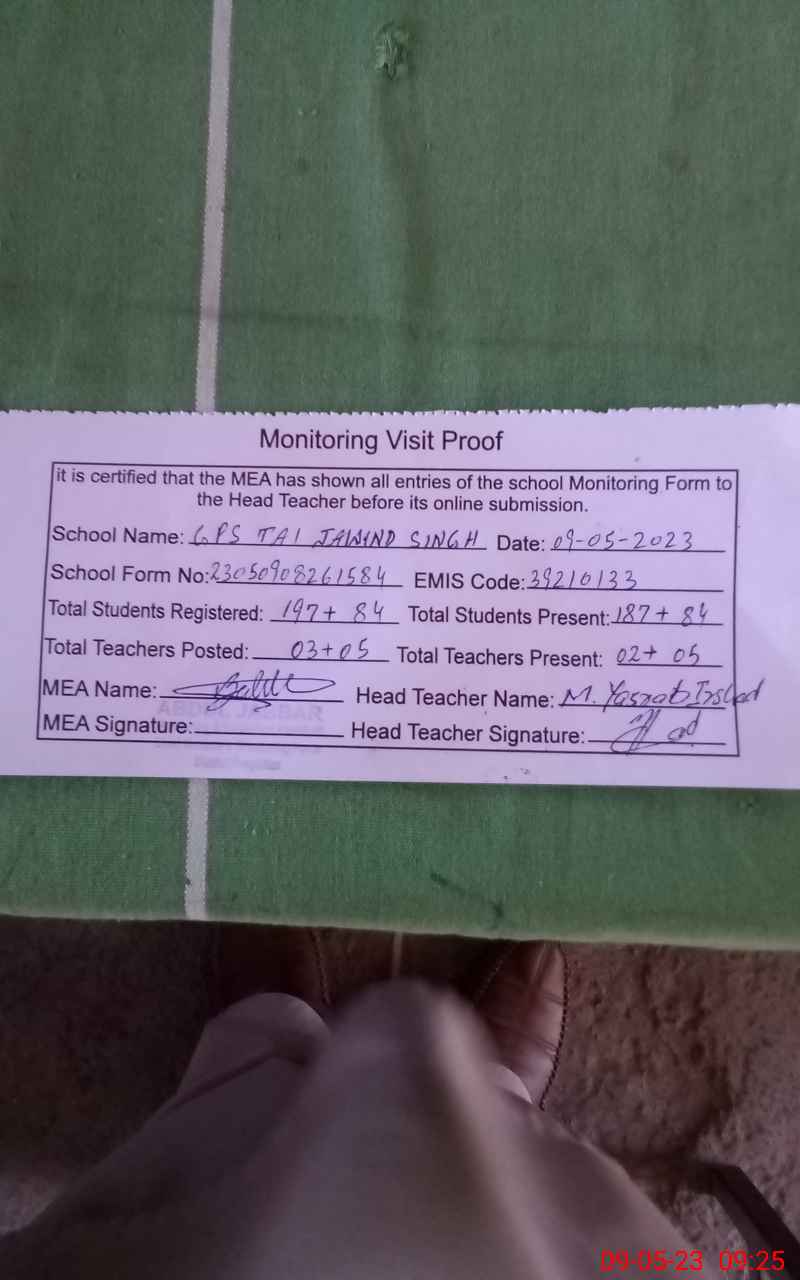 Monitoring Visit Proof
it is certified that the MEA has shown all entries of the school Monitoring Form to
the Head Teacher before its online submission.
School Name: GPS TAI JAWIND SINGH Date: 09-05-2023
School Form No: 23050908261584 EMIS Code: 39210133
Total Students Registered: 197+ 84 Total Students Present: 187+ 84
Total Teachers Posted: 03+05 Total Teachers Present: 02+ 05
MEA Name: Head Teacher Name: M.
ABDUL JABBAR
MEA Signature: Head Teacher Signature:
09-05-23 09:25